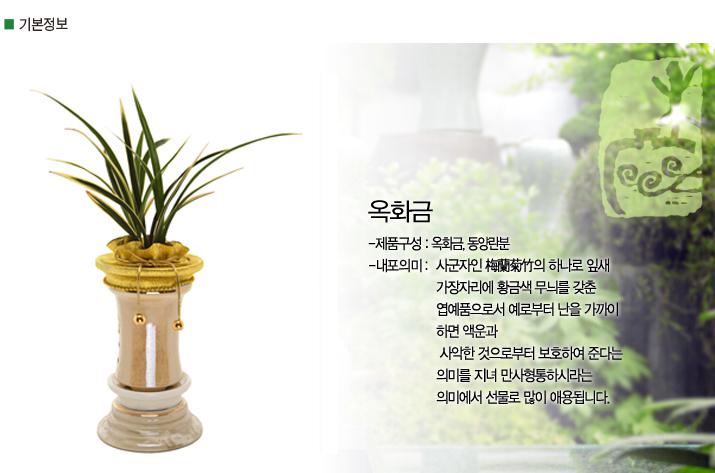 기본정보
옥화금
-제품구성 : 옥화금, 동양란분
-내포의미 : 사군자인 梅蘭菊竹의 하나로 잎새
가장자리에 황금색 무늬를 갖춘
엽예품으로서 예로부터 난을 가까이
하면 액운과
사악한 것으로부터 보호하여 준다는
의미를 지녀 만사형통하시라는
의미에서 선물로 많이 애용됩니다.